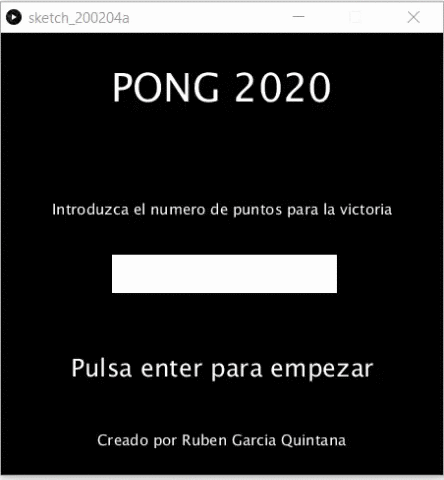 sketch_200204a
PONG 2020
Introduzca el numero de puntos para la victoria
Pulsa enter para empezar
Creado por Ruben Garcia Quintana